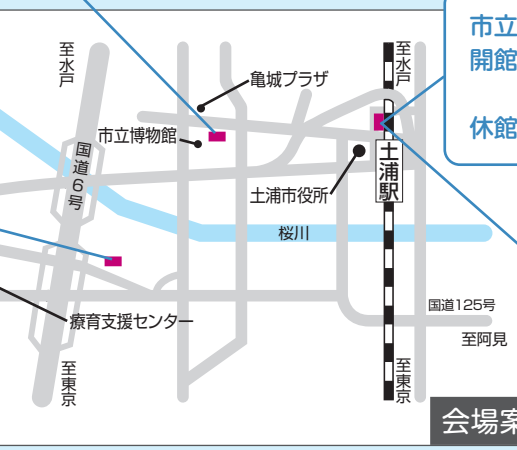 市立
開館
休館
至水戸
至水戸
亀城プラザ
市立博物館
国道6号
土浦市役所
土浦駅
桜川
療育支援センター
国道125号
至阿見
至東京
至東京
会場案